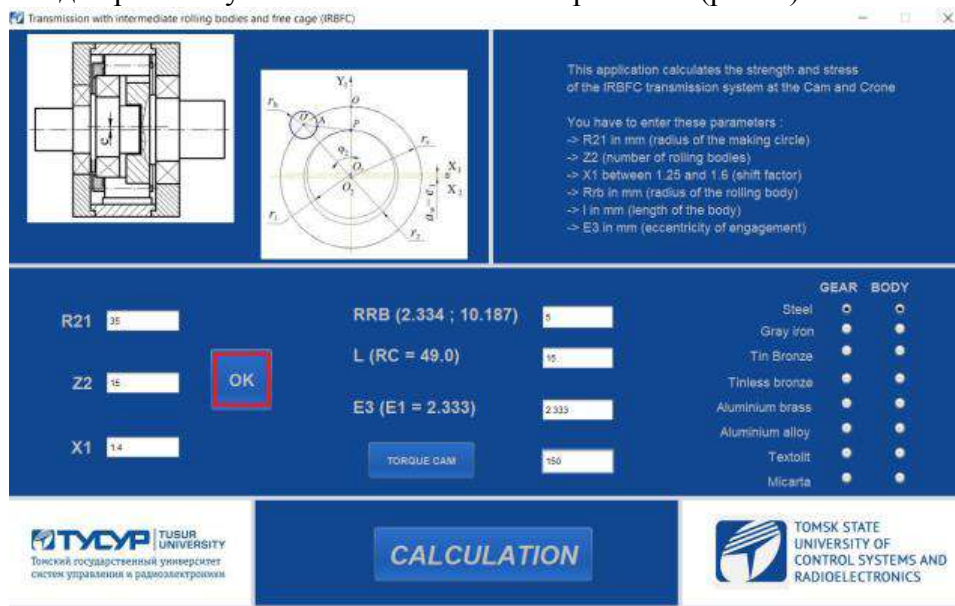 Transmission with intermediate rolling bodies and free cage (IRBFC)
This application calculates the strength and stress
of the IRBFC transmission system at the Cam and Crone
You have to enter these parameters :
-> R21 in mm (radius of the making circle)
-> Z2 (number of rolling bodies)
-> X1 between 1.25 and 1.6 (shift factor)
-> Rrb in mm (radius of the rolling body)
-> l in mm (length of the body)
-> E3 in mm (eccentricity of engagement)
R21 35
Z2 15
X1 1.4
OK
RRB (2.334 ; 10.187) 5
L (RC = 49.0)
E3 (E1 = 2.333) 2.333
TORQUE CAM 150
GEAR BODY
Steel
Gray iron
Tin Bronze
Tinless bronze
Aluminium brass
Aluminium alloy
Textolit
Micarta
ТУСУР TUSUR UNIVERSITY
Томский государственный университет
систем управления и радиоэлектроники
CALCULATION
TOMSK STATE
UNIVERSITY OF
CONTROL SYSTEMS AND
RADIOELECTRONICS